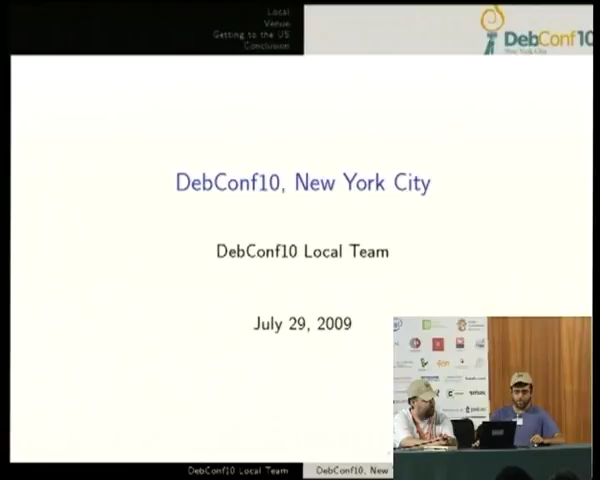 Local
Venue
Getting to the US
Conclusion
DebConf10
New York City
DebConf10, New York City
DebConf10 Local Team
July 29, 2009
DebConf10 Local Team
DebConf10, New